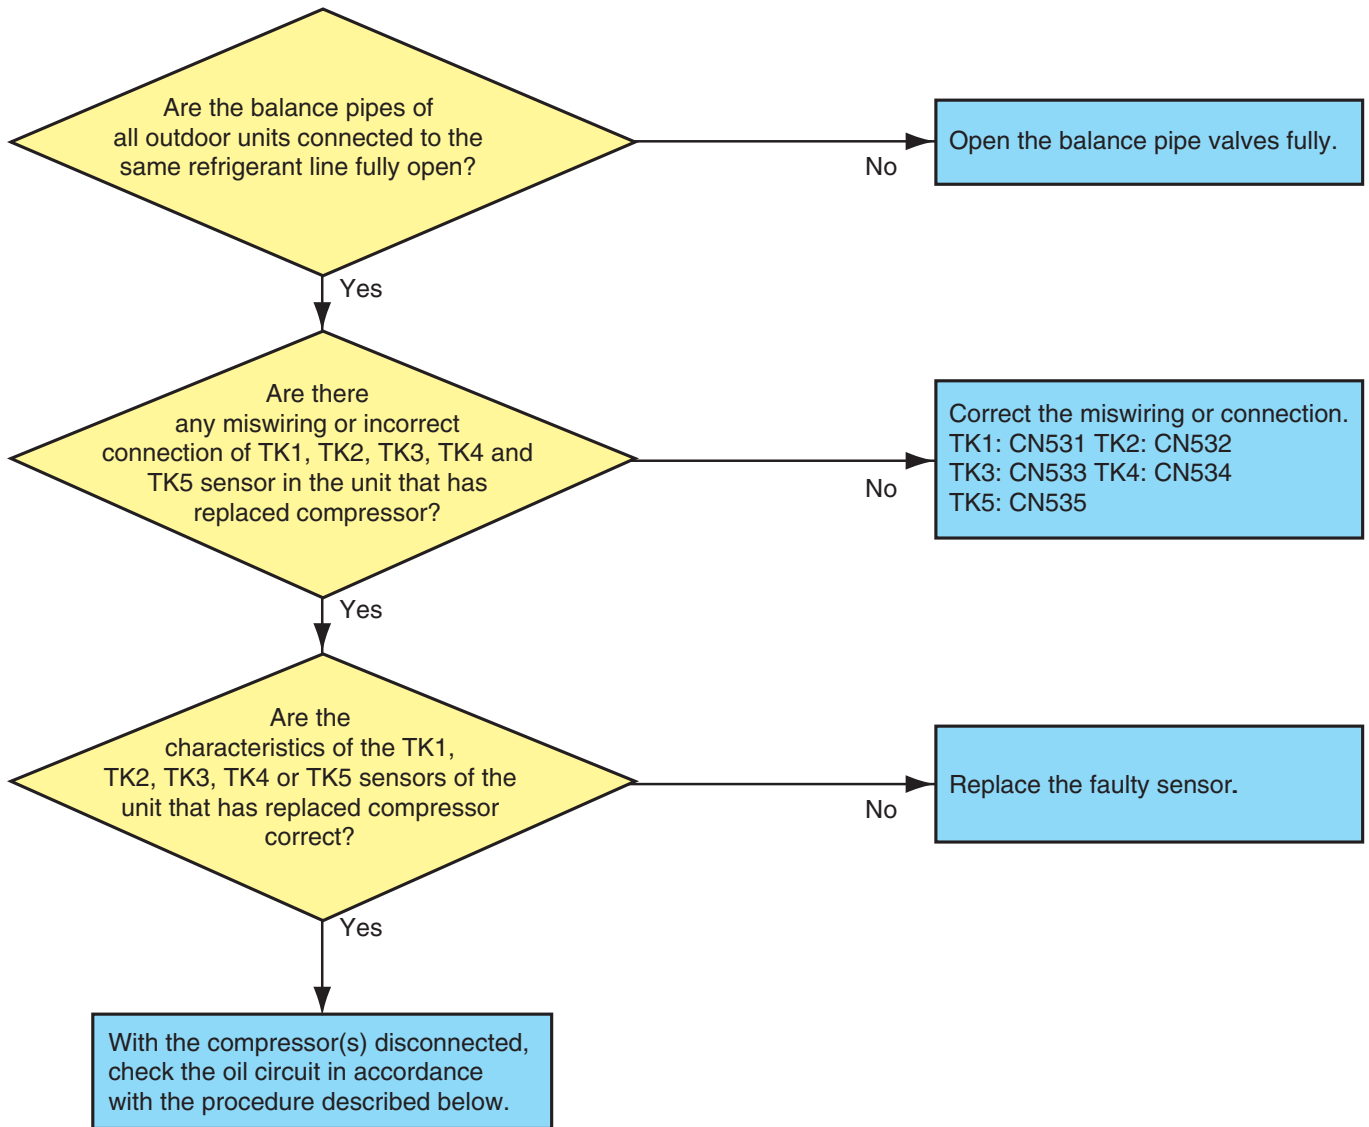 Are the balance pipes of
all outdoor units connected to the
same refrigerant line fully open?
No
Open the balance pipe valves fully.
Yes
Are there
any miswiring or incorrect
connection of TK1, TK2, TK3, TK4 and
TK5 sensor in the unit that has
replaced compressor?
No
Correct the miswiring or connection.
TK1: CN531 TK2: CN532
TK3: CN533 TK4: CN534
TK5: CN535
Yes
Are the
characteristics of the TK1,
TK2, TK3, TK4 or TK5 sensors of the
unit that has replaced compressor
correct?
No
Replace the faulty sensor.
Yes
With the compressor(s) disconnected,
check the oil circuit in accordance
with the procedure described below.